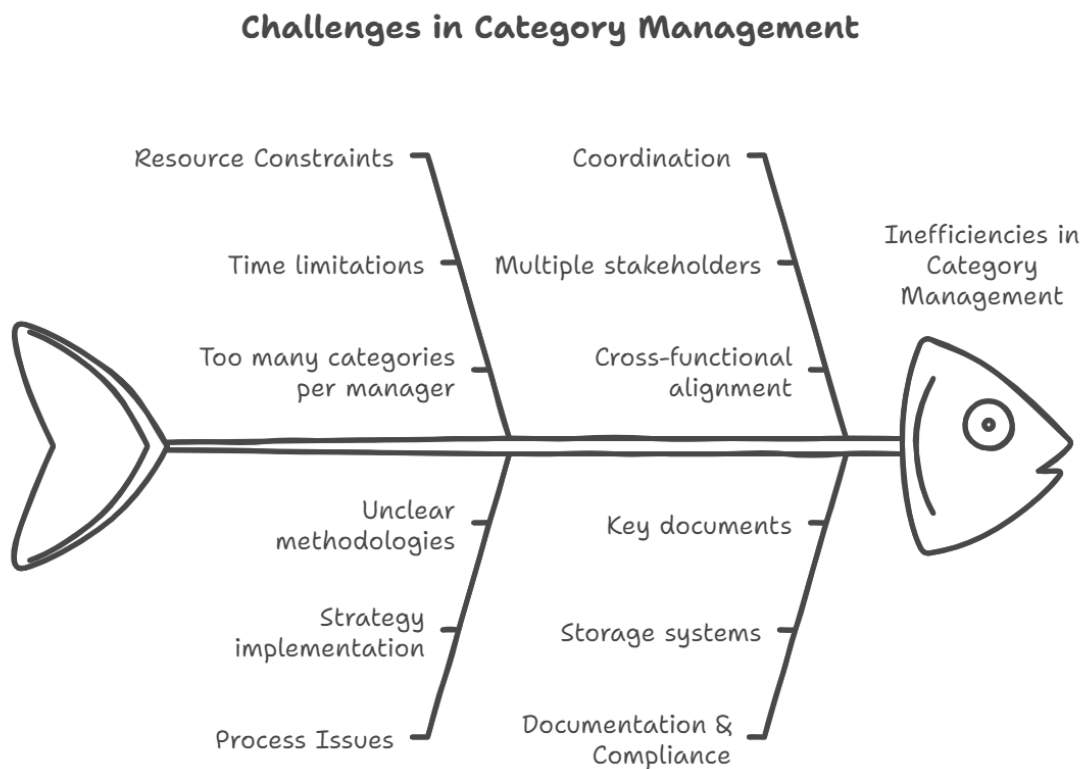 Challenges in Category Management
Resource Constraints
Time limitations
Too many categories
per manager
Coordination
Multiple stakeholders
Cross-functional
alignment
Inefficiencies in
Category
Management
Unclear
methodologies
Strategy
implementation
Process Issues
Key documents
Storage systems
Documentation &
Compliance